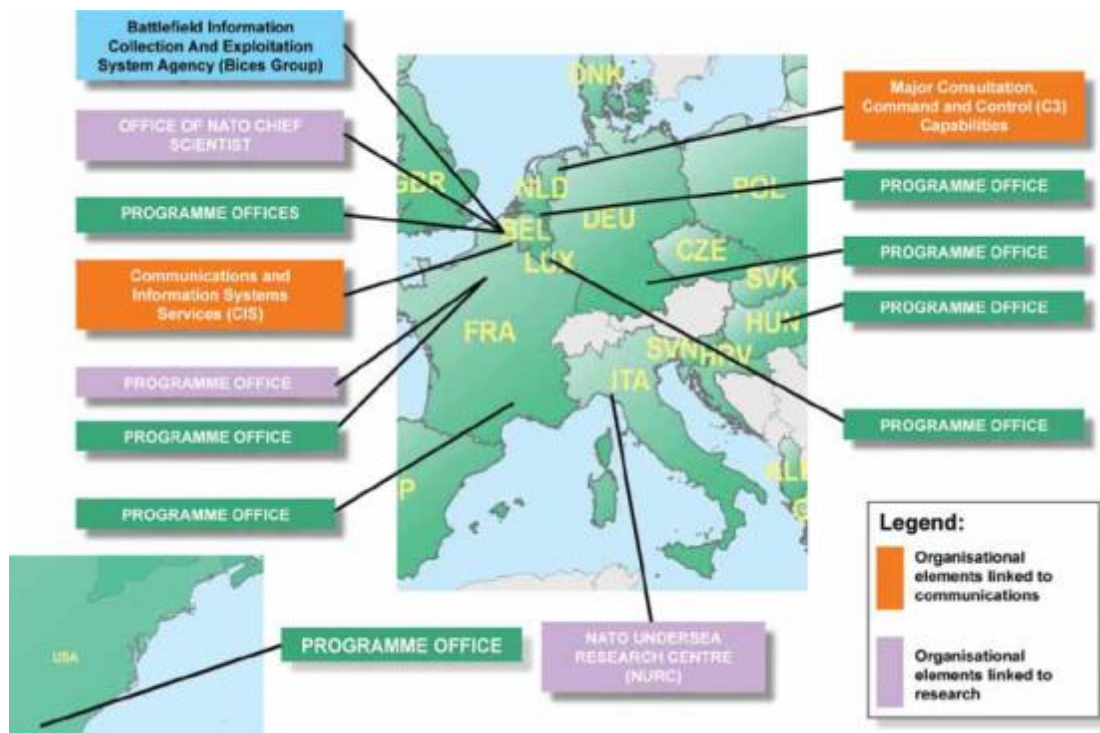 Battlefield Information
Collection And Exploitation
System Agency (Bices Group)
OFFICE OF NATO CHIEF
SCIENTIST
PROGRAMME OFFICES
Communications and
Information Systems
Services (CIS)
PROGRAMME OFFICE
PROGRAMME OFFICE
PROGRAMME OFFICE
DNK
GBR
NLD
POL
DEU
BEL
LUX
CZE
SVK
FRA
HUN
SVN
HRV
ITA
P
Major Consultation,
Command and Control (C3)
Capabilities
PROGRAMME OFFICE
PROGRAMME OFFICE
PROGRAMME OFFICE
PROGRAMME OFFICE
USA
PROGRAMME OFFICE
NATO UNDERSEA
RESEARCH CENTRE
(NURC)
Legend:
Organisational
elements linked to
communications
Organisational
elements linked to
research